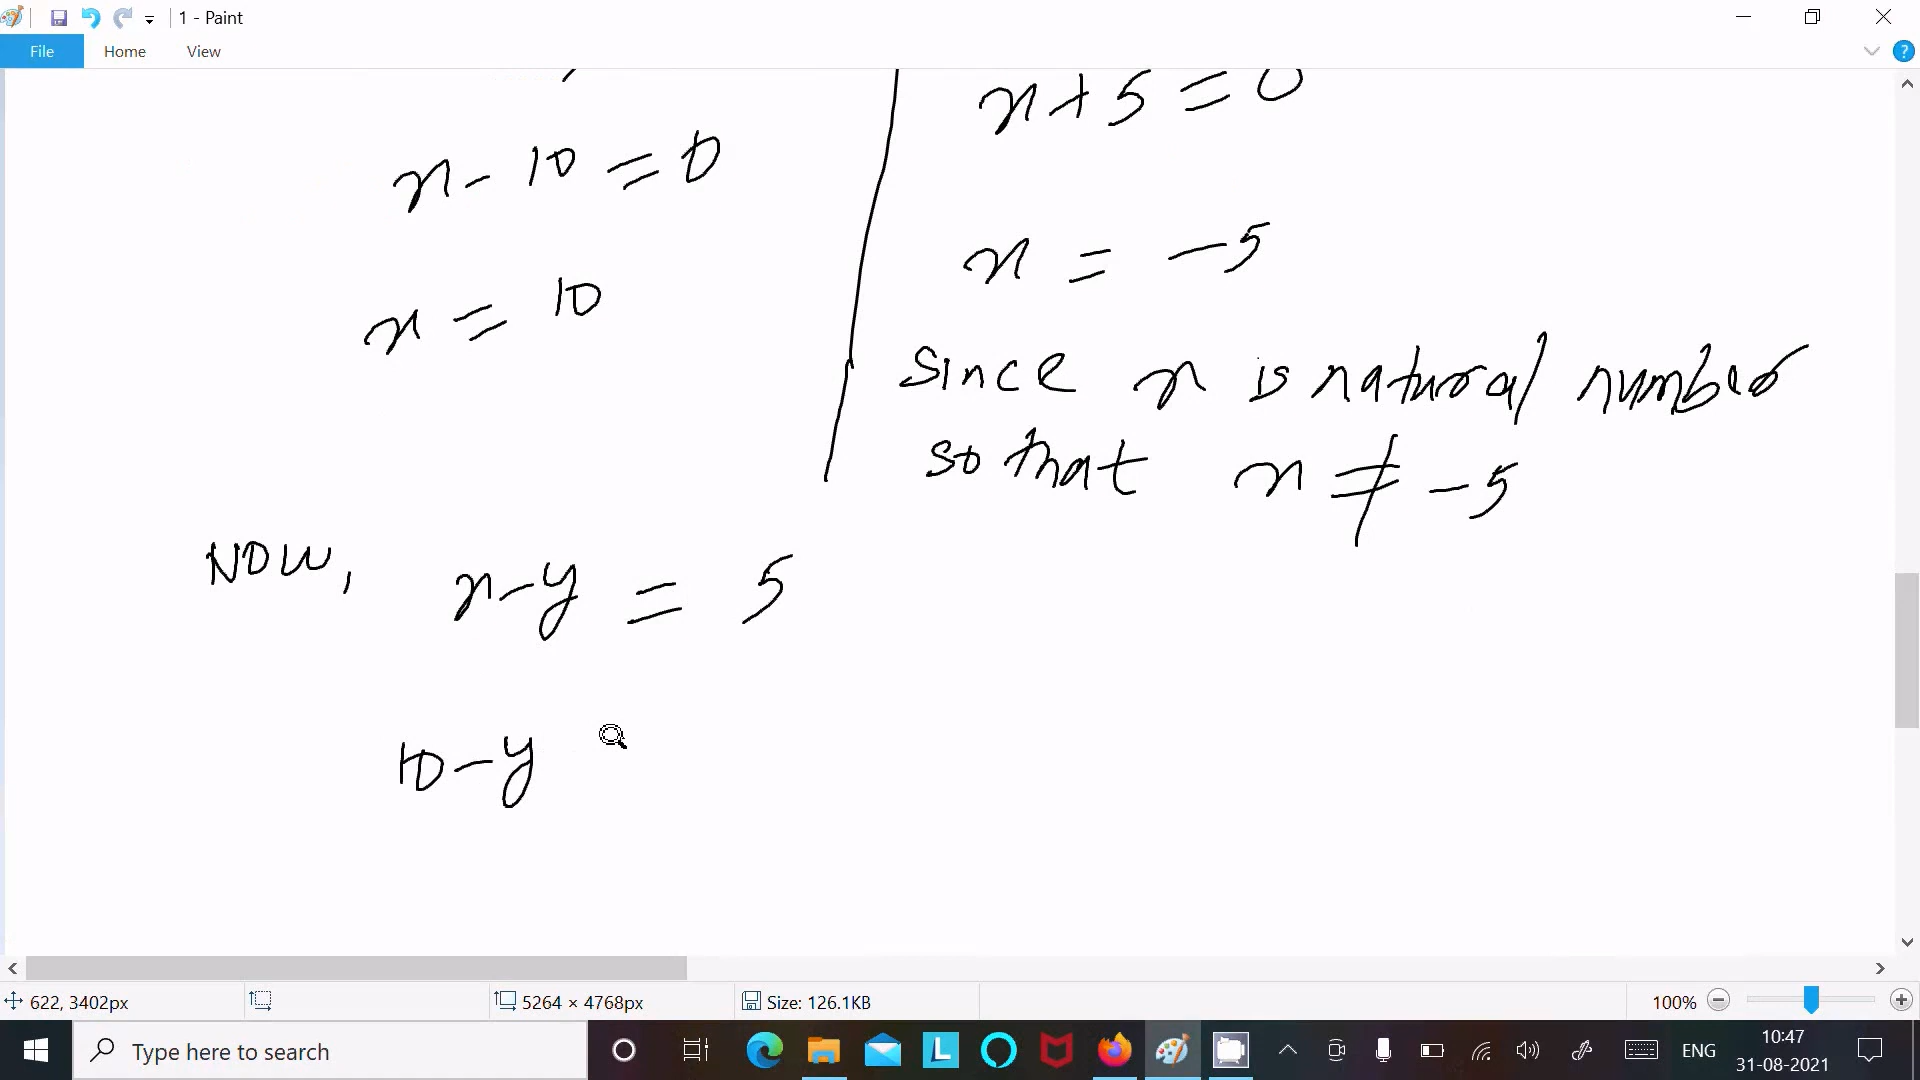 1 - Paint
File Home View
x + 5 = 0
x - 10 = 0
x = -5
x = 10
Since x is natural number
so that x ≠ -5
Now, x - y = 5
10 - y
622, 3402px 5264 × 4768px Size: 126.1KB 100%
Type here to search
ENG
10:47
31-08-2021